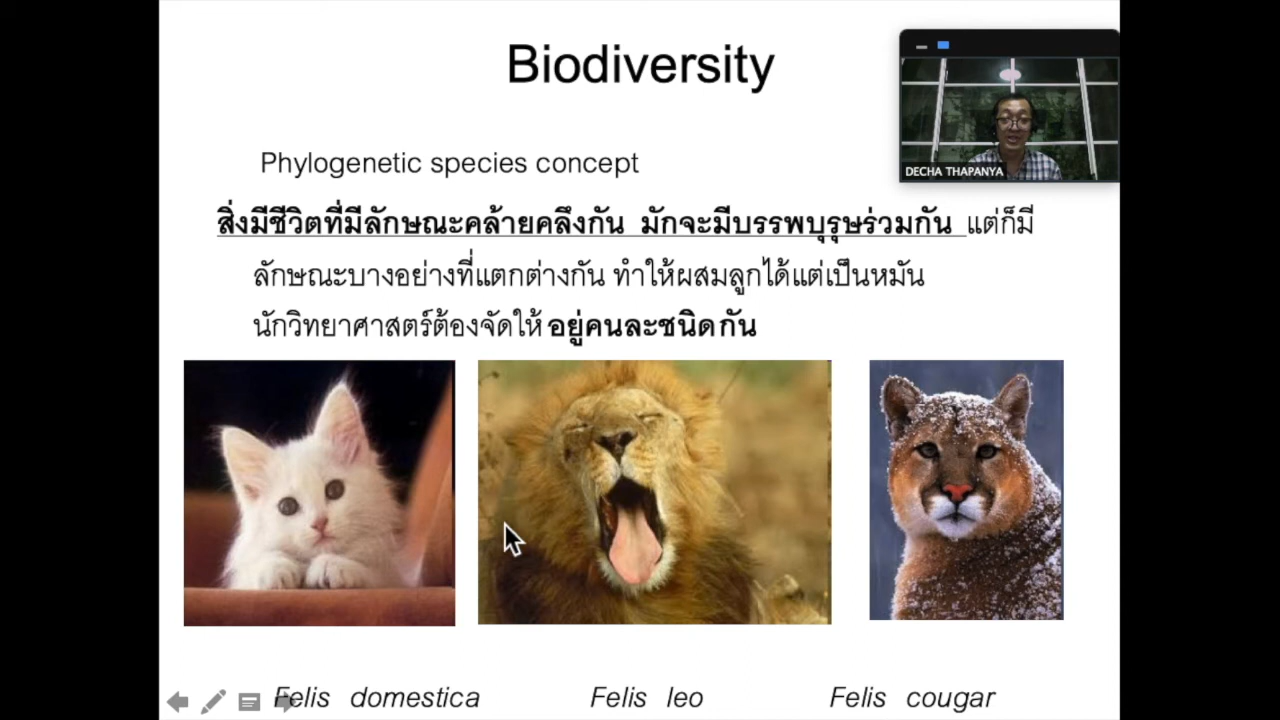 Biodiversity
DECHA THAPANYA
Phylogenetic species concept
สิ่งมีชีวิตที่มีลักษณะคล้ายคลึงกัน มักจะมีบรรพบุรุษร่วมกัน แต่ก็มี
ลักษณะบางอย่างที่แตกต่างกัน ทำให้ผสมลูกได้แต่เป็นหมัน
นักวิทยาศาสตร์ต้องจัดให้ อยู่คนละชนิดกัน
Felis domestica
Felis leo
Felis cougar